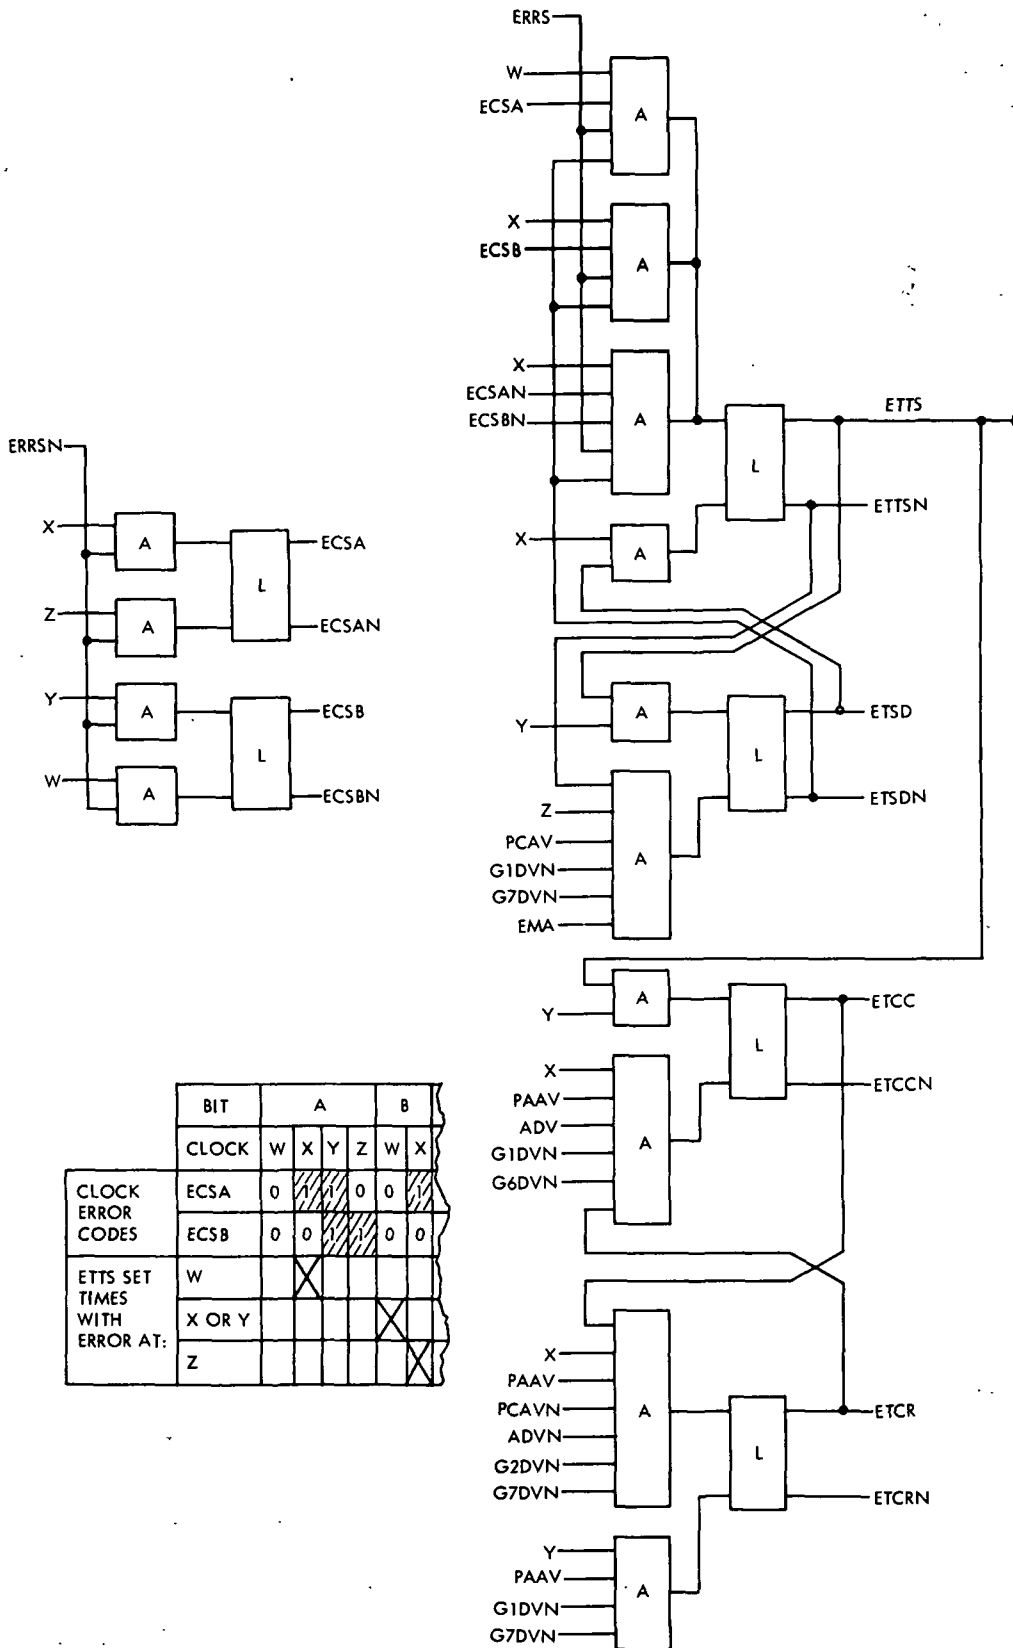 ERRS
W
ECSA
A
X
ECSB
A
X
ECSAN
ECSBN
A
L
ETTS
ETTSN
X
A
ERRSN
X
A
L
ECSA
Z
A
ECSAN
Y
A
L
ECSB
W
A
ECSBN
Y
A
L
ETSD
ETSDN
Z
PCAV
G1DVN
G7DVN
EMA
A
Y
A
L
ETCC
ETCCN
X
PAAV
ADV
G1DVN
G6DVN
A
X
PAAV
PCAVN
ADVN
G2DVN
G7DVN
A
L
ETCR
ETCRN
Y
PAAV
G1DVN
G7DVN
A
BIT A B
CLOCK W X Y Z W X
CLOCK ERROR CODES
ECSA 0 1 1 0 0 1
ECSB 0 0 1 1 0 0
ETTS SET TIMES WITH ERROR AT:
W
X OR Y
Z